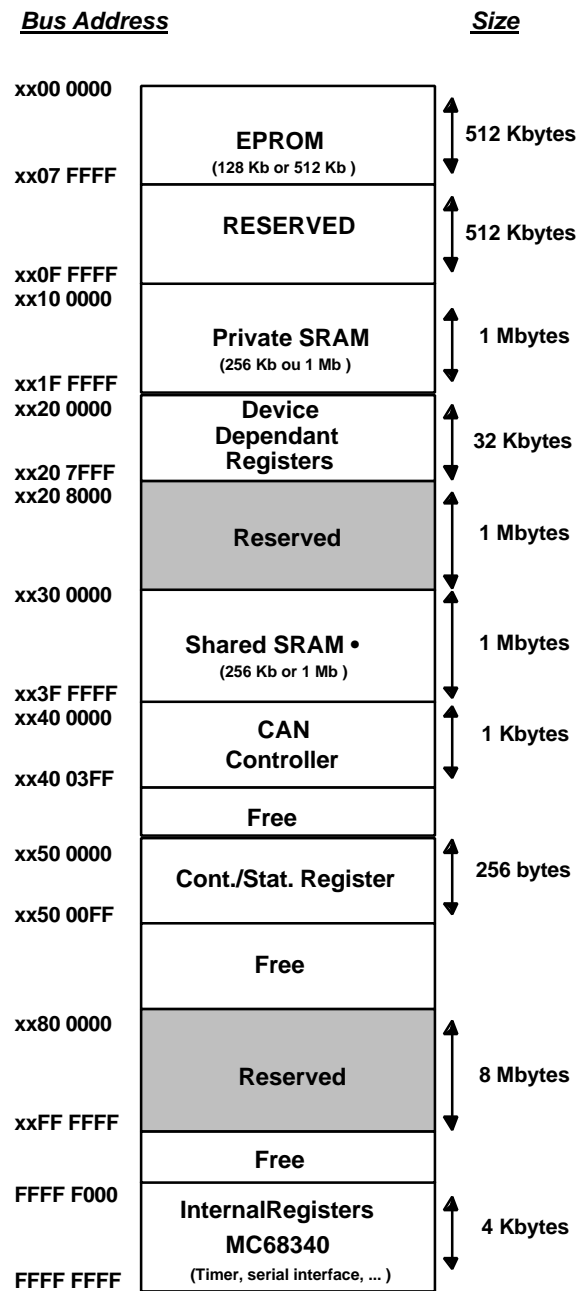 Bus Address Size
xx00 0000
EPROM 512 Kbytes
(128 Kb or 512 Kb )
xx07 FFFF
RESERVED 512 Kbytes
xx0F FFFF
xx10 0000
Private SRAM 1 Mbytes
(256 Kb ou 1 Mb )
xx1F FFFF
xx20 0000 Device
Dependant 32 Kbytes
Registers
xx20 7FFF
xx20 8000
Reserved 1 Mbytes
xx30 0000
Shared SRAM • 1 Mbytes
(256 Kb or 1 Mb )
xx3F FFFF
xx40 0000
CAN 1 Kbytes
Controller
xx40 03FF
Free
xx50 0000
Cont./Stat. Register 256 bytes
xx50 00FF
Free
xx80 0000
Reserved 8 Mbytes
xxFF FFFF
Free
FFFF F000
InternalRegisters
MC68340 4 Kbytes
(Timer, serial interface, ... )
FFFF FFFF